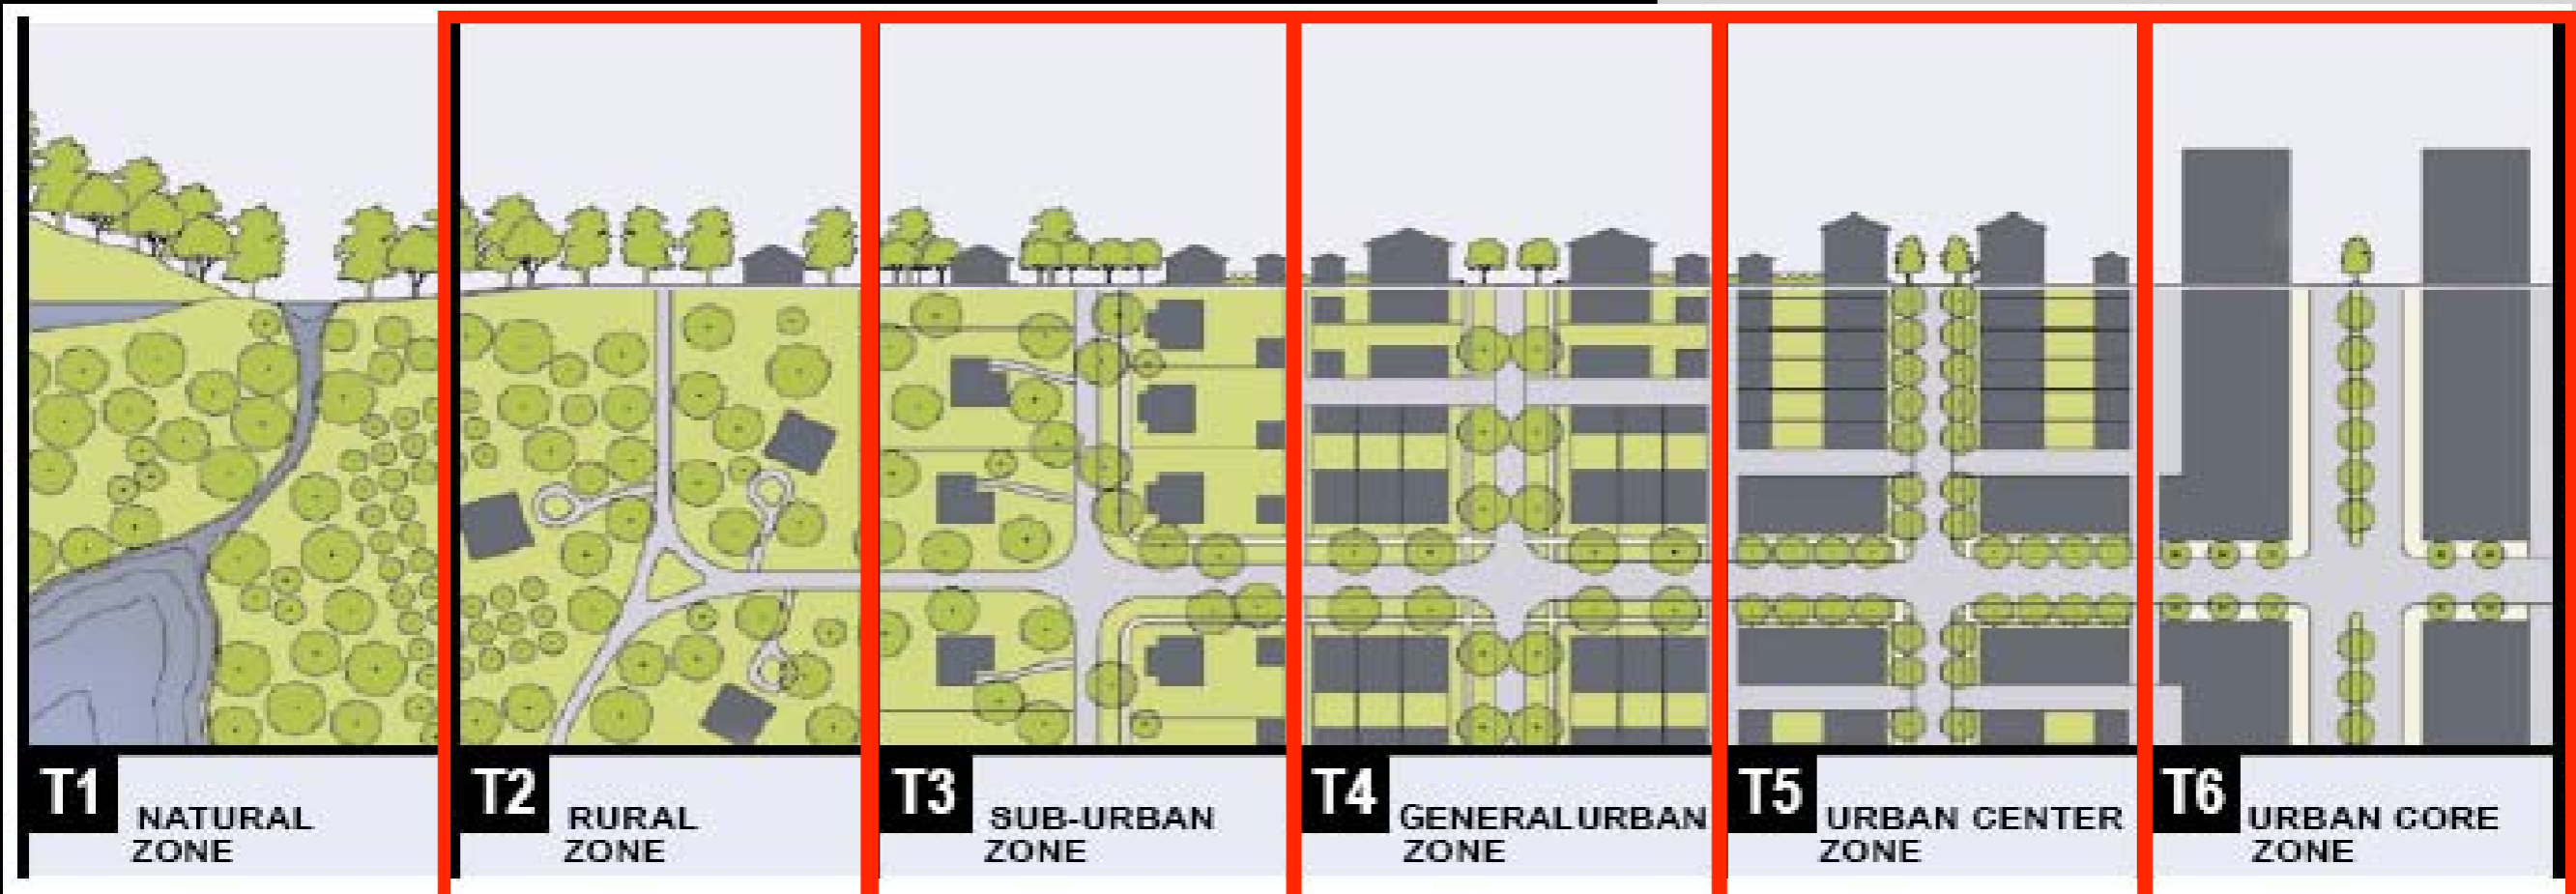 T1 NATURAL
ZONE
T2 RURAL
ZONE
T3 SUB-URBAN
ZONE
T4 GENERAL URBAN
ZONE
T5 URBAN CENTER
ZONE
T6 URBAN CORE
ZONE